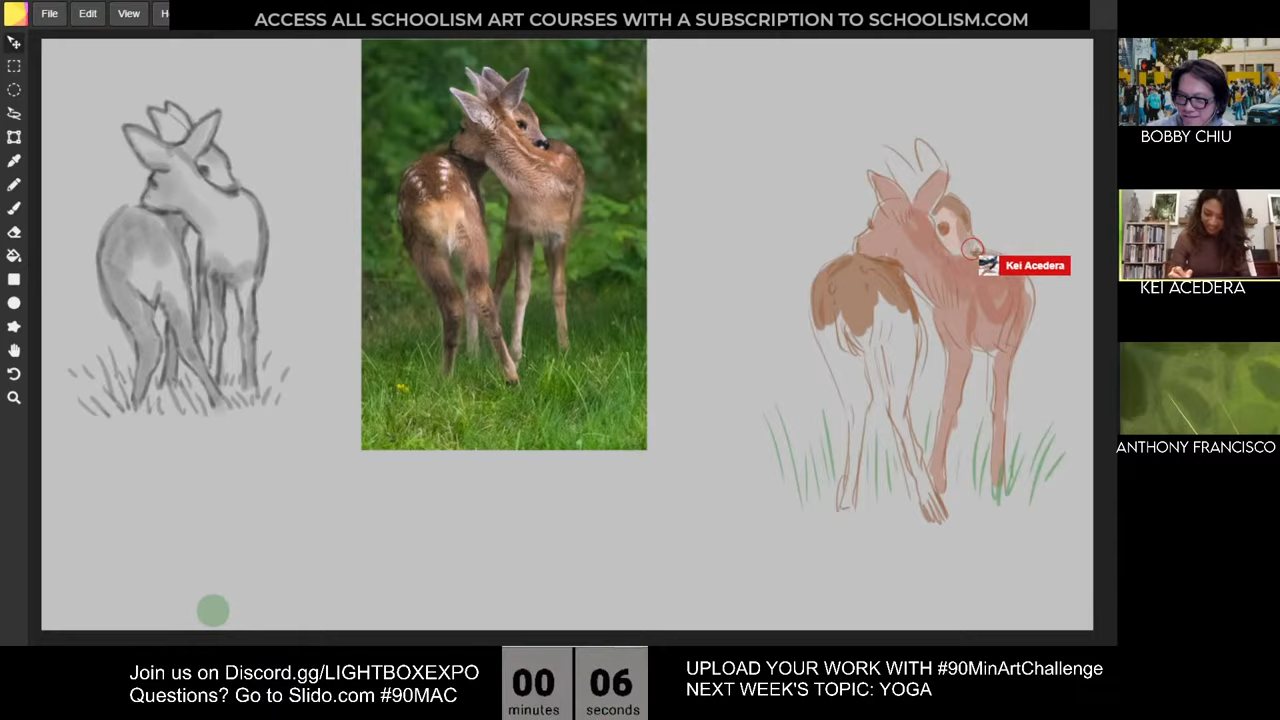 File Edit View
ACCESS ALL SCHOOLISM ART COURSES WITH A SUBSCRIPTION TO SCHOOLISM.COM
BOBBY CHIU
Kei Acedera
KEI ACEDERA
ANTHONY FRANCISCO
Join us on Discord.gg/LIGHTBOXEXPO
Questions? Go to Slido.com #90MAC
00 06
minutes seconds
UPLOAD YOUR WORK WITH #90MinArtChallenge
NEXT WEEK'S TOPIC: YOGA